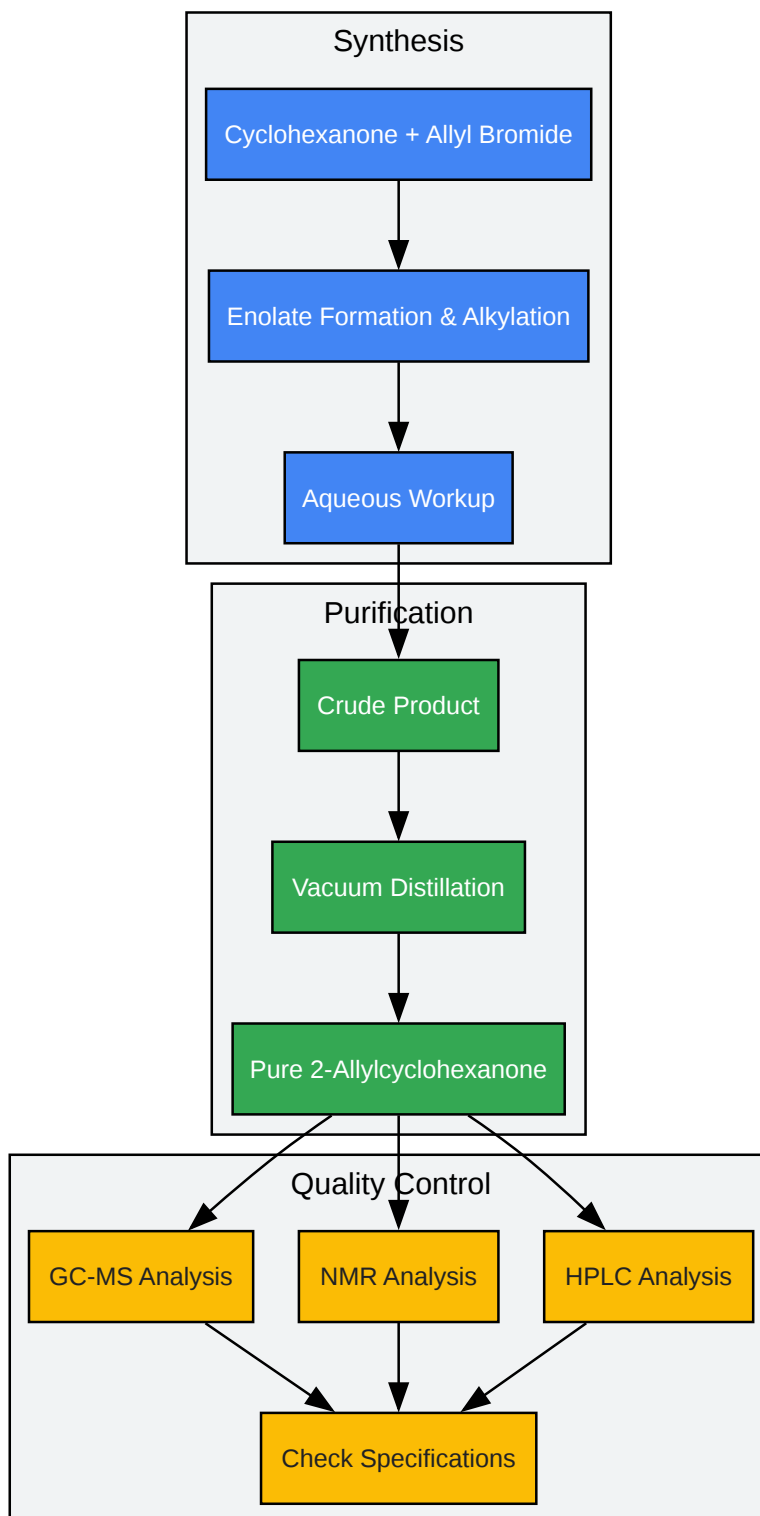 Synthesis
Cyclohexanone + Allyl Bromide
Enolate Formation & Alkylation
Aqueous Workup
Purification
Crude Product
Vacuum Distillation
Pure 2-Allylcyclohexanone
Quality Control
GC-MS Analysis
NMR Analysis
HPLC Analysis
Check Specifications